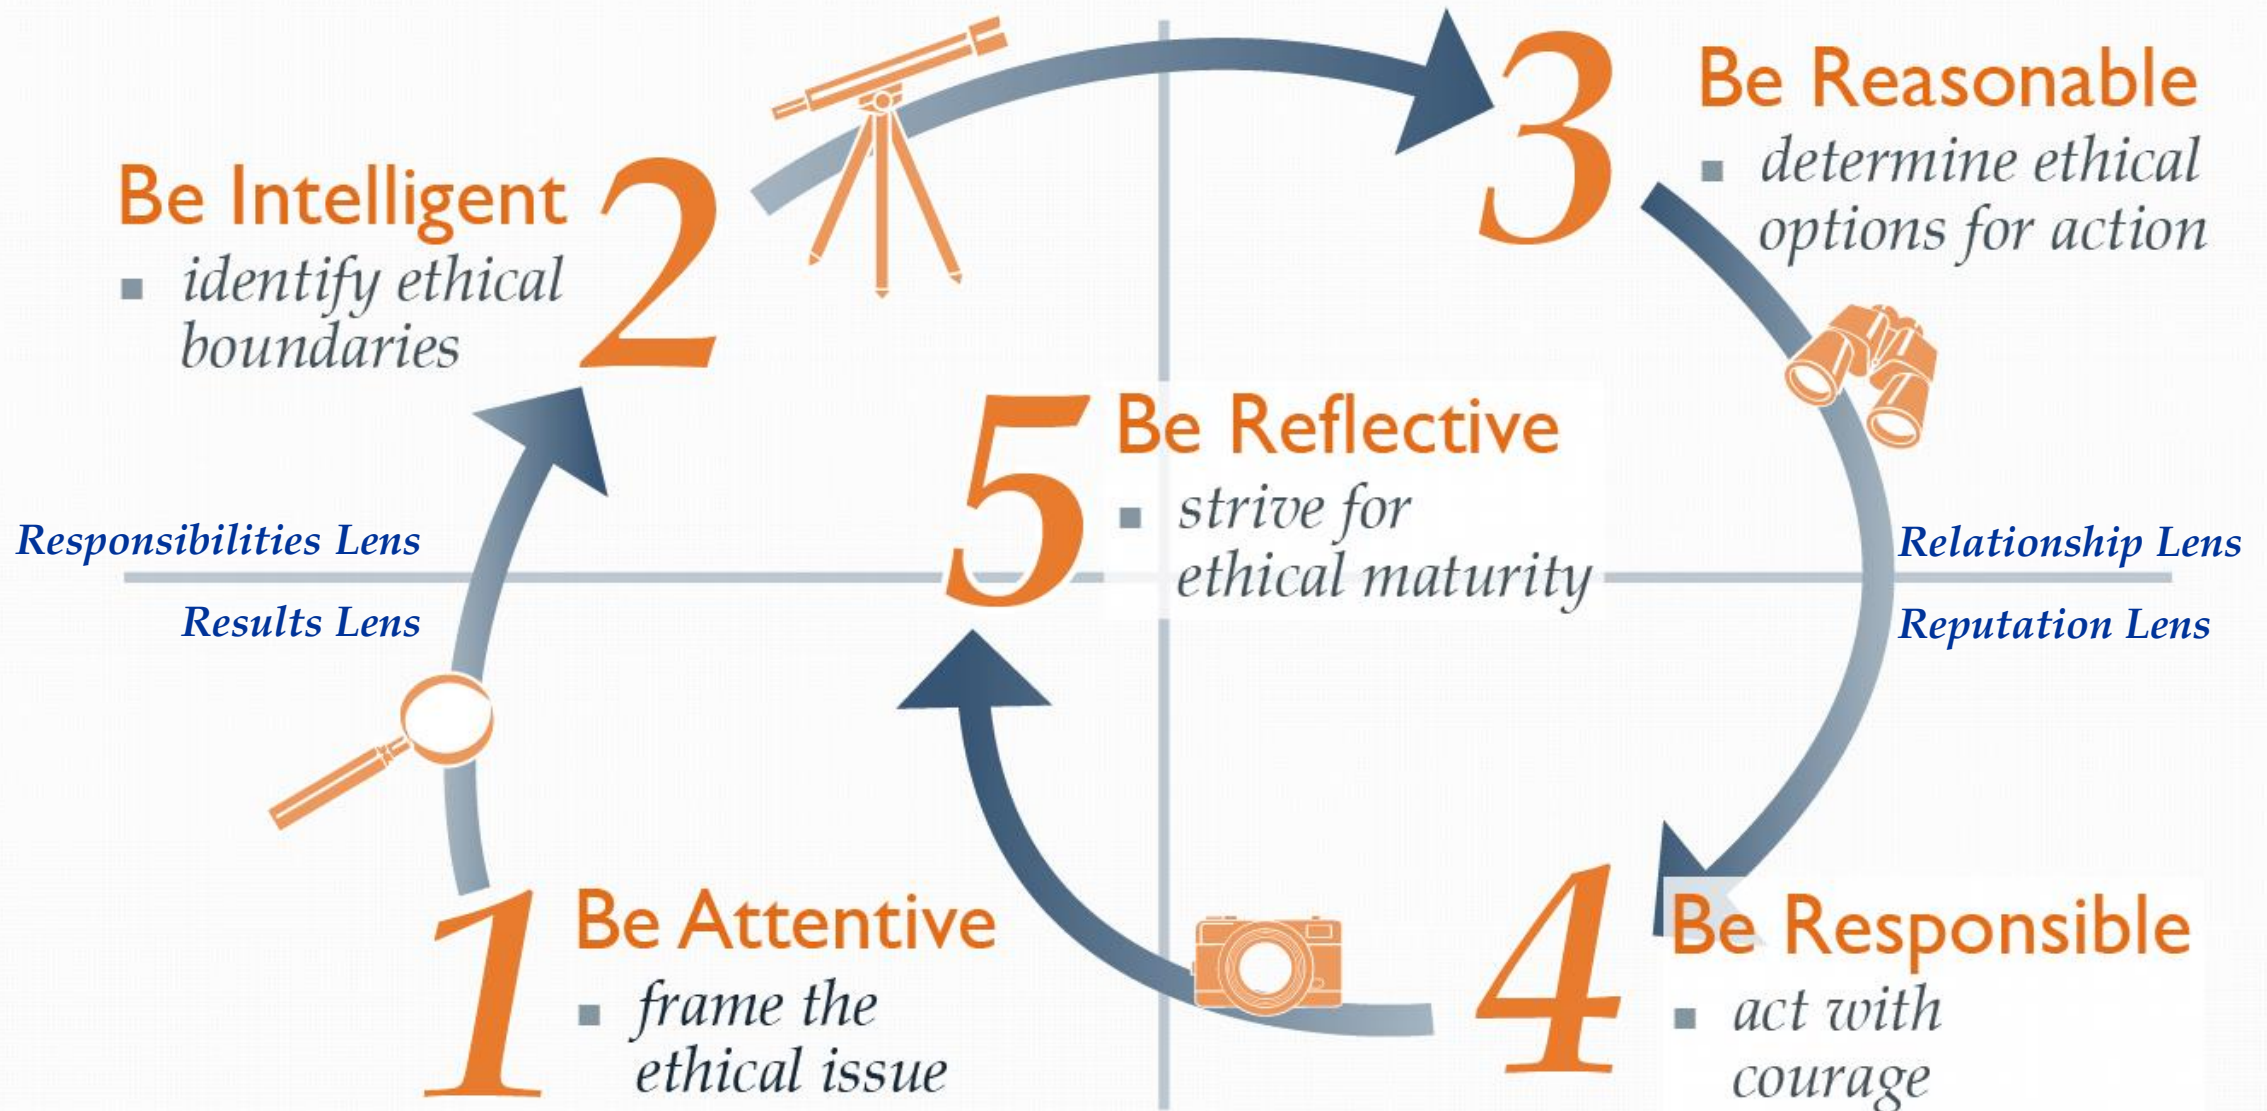 1
Be Attentive
▪ frame the
ethical issue
2
Be Intelligent
▪ identify ethical
boundaries
3
Be Reasonable
▪ determine ethical
options for action
4
Be Responsible
▪ act with
courage
5
Be Reflective
▪ strive for
ethical maturity
Responsibilities Lens
Results Lens
Relationship Lens
Reputation Lens